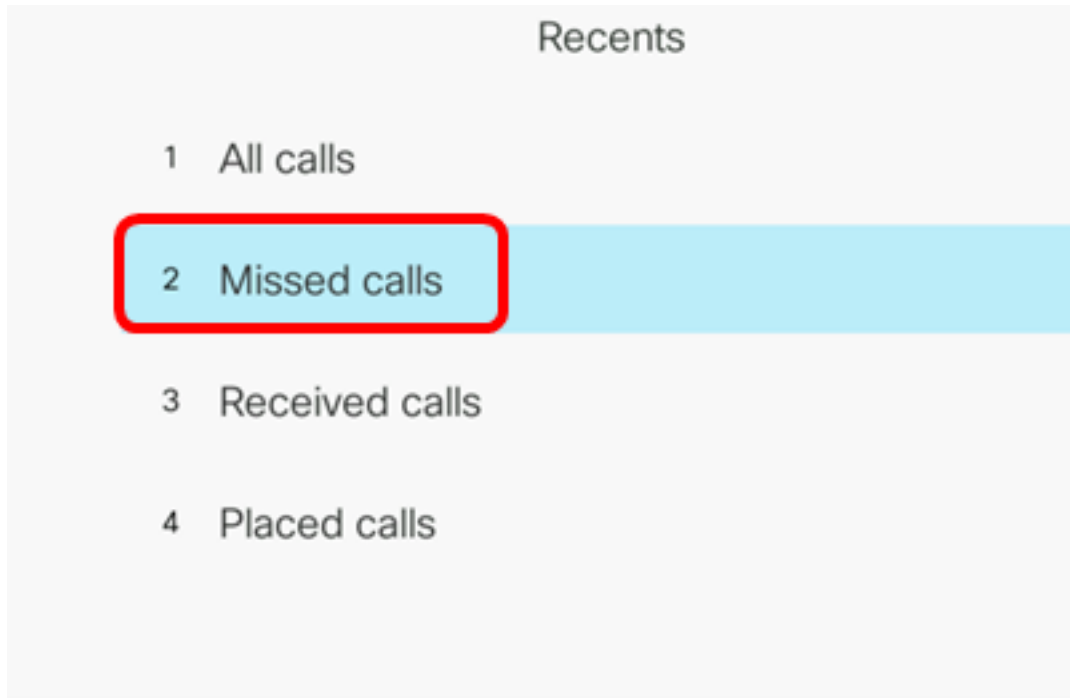 Recents
1 All calls
2 Missed calls
3 Received calls
4 Placed calls